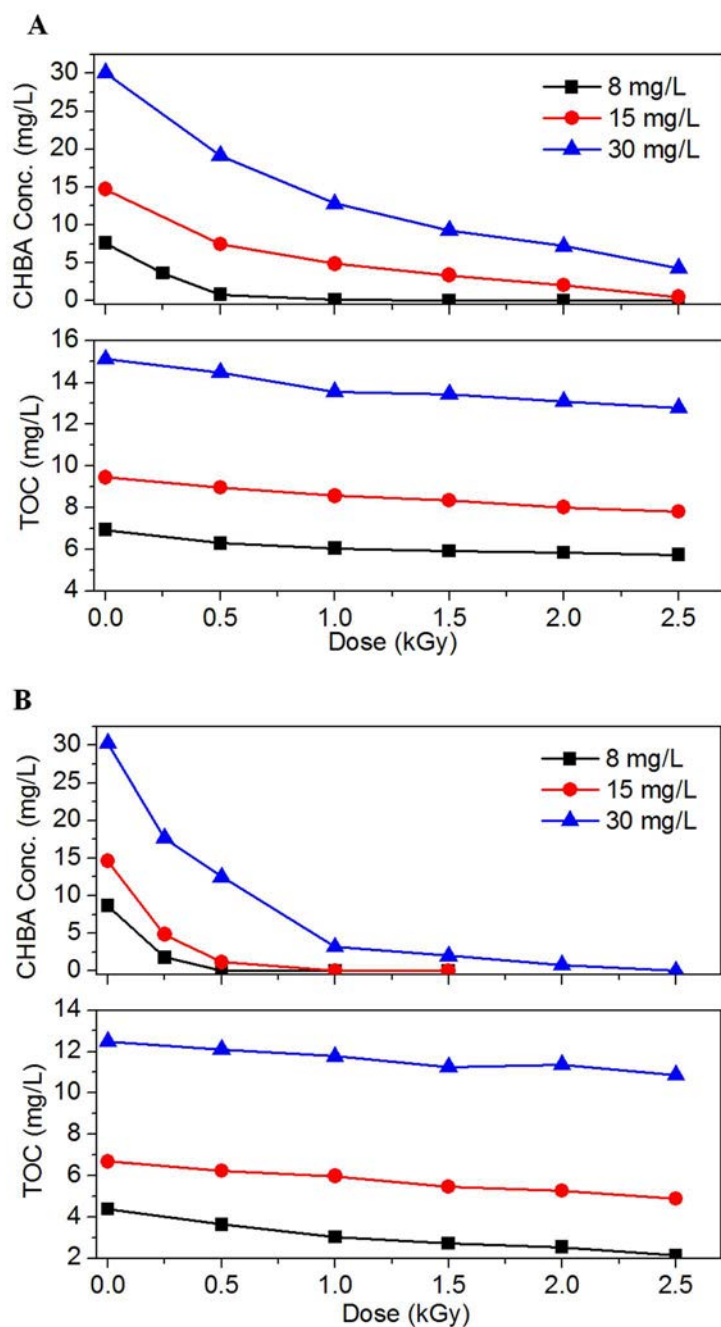 A
CHBA Conc. (mg/L)
30
25
20
15
10
5
0
8 mg/L
15 mg/L
30 mg/L
TOC (mg/L)
16
14
12
10
8
6
4
0.0 0.5 1.0 1.5 2.0 2.5
Dose (kGy)
B
CHBA Conc. (mg/L)
30
25
20
15
10
5
0
8 mg/L
15 mg/L
30 mg/L
TOC (mg/L)
14
12
10
8
6
4
2
0.0 0.5 1.0 1.5 2.0 2.5
Dose (kGy)